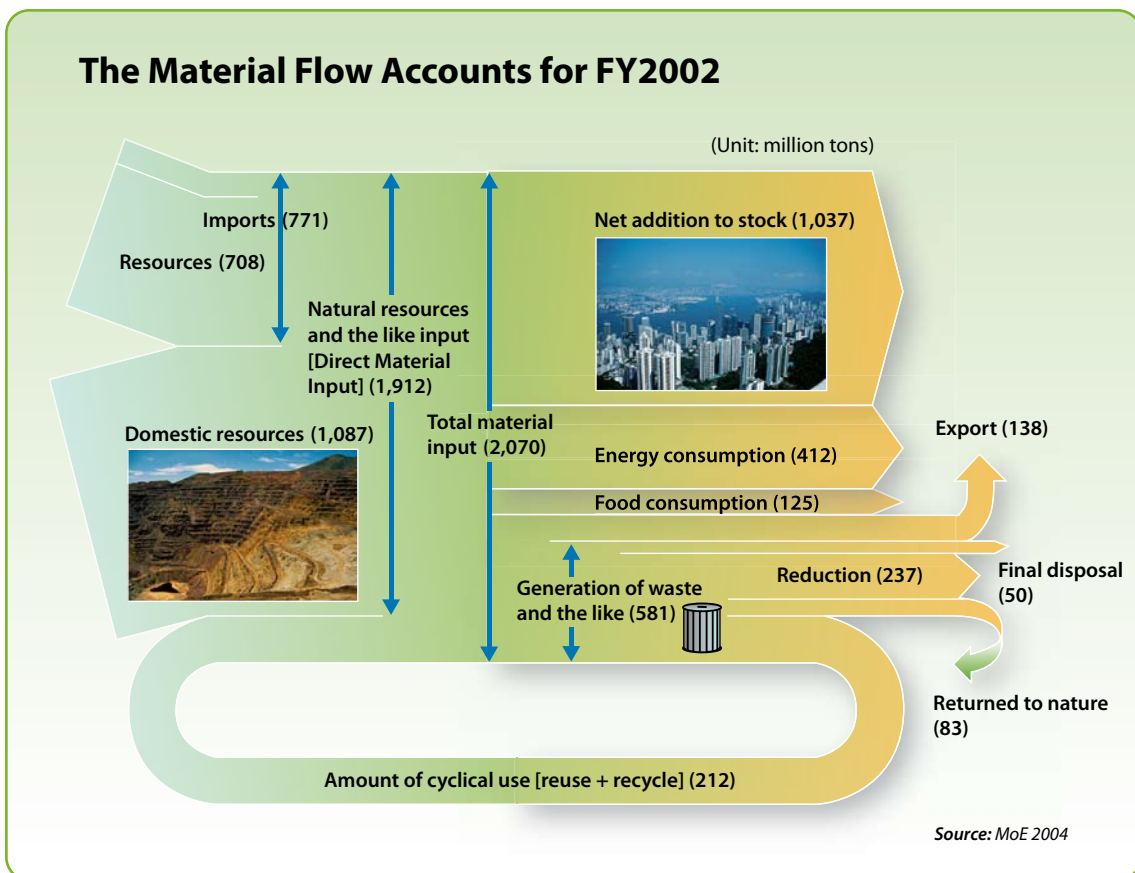 The Material Flow Accounts for FY2002
(Unit: million tons)
Imports (771)
Resources (708)
Natural resources
and the like input
[Direct Material
Input] (1,912)
Domestic resources (1,087)
Total material
input (2,070)
Net addition to stock (1,037)
Energy consumption (412)
Food consumption (125)
Export (138)
Generation of waste
and the like (581)
Reduction (237)
Final disposal
(50)
Returned to nature
(83)
Amount of cyclical use [reuse + recycle] (212)
Source: MoE 2004